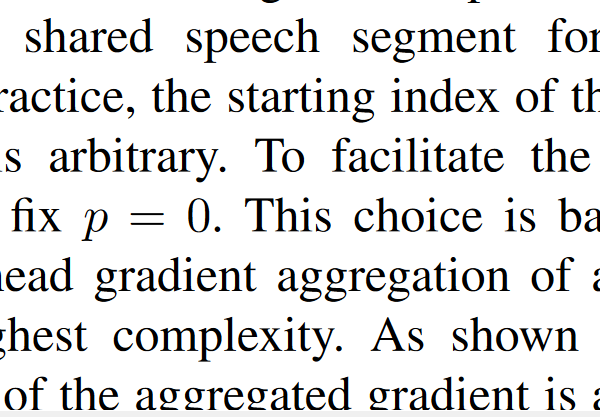 shared speech segment for
ractice, the starting index of th
s arbitrary. To facilitate the
fix p = 0. This choice is ba
ead gradient aggregation of a
ghest complexity. As shown
of the aggregated gradient is a